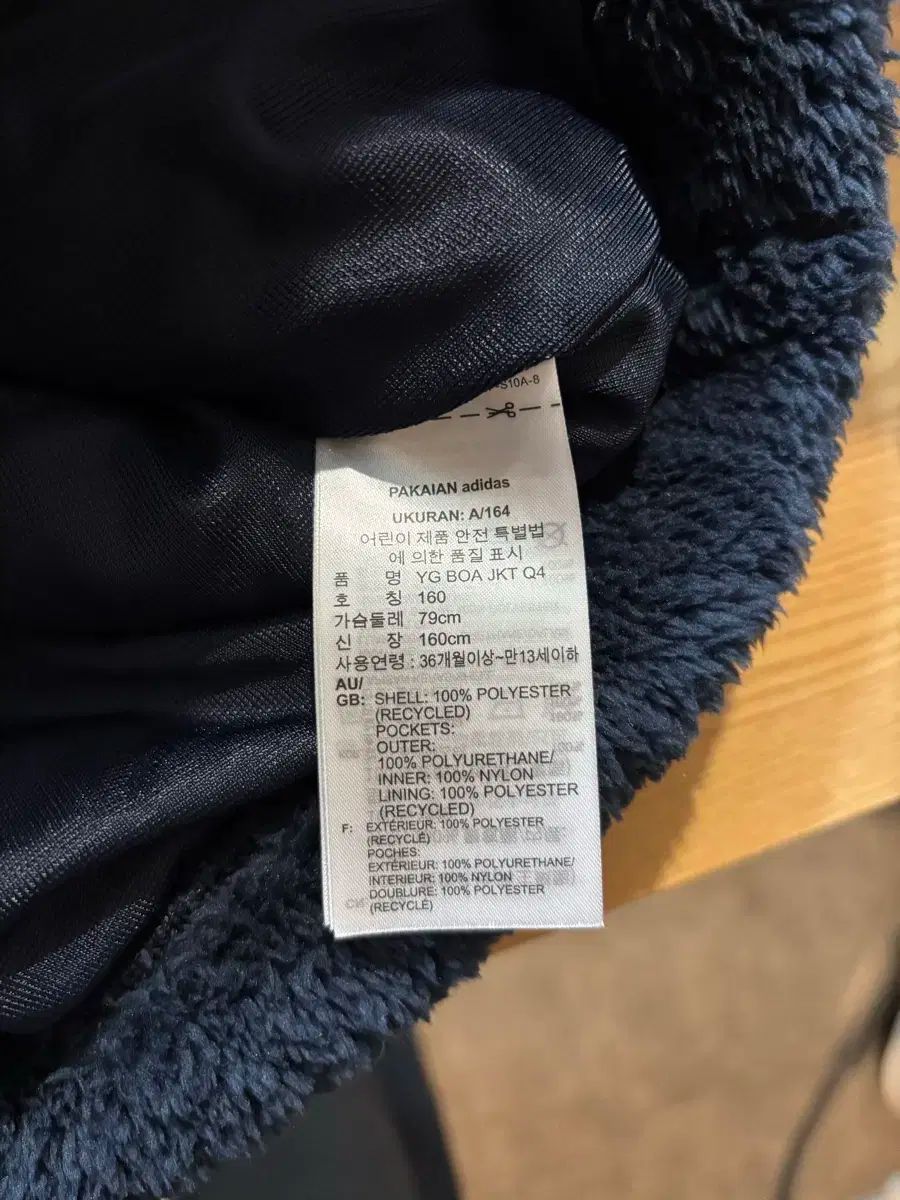 -S10A-8
PAKAIAN adidas
UKURAN: A/164
어린이 제품 안전 특별법
에 의한 품질 표시
품 명 YG BOA JKT Q4
호 칭 160
가슴둘레 79cm
신 장 160cm
사용연령 : 36개월이상~만13세이하
AU/
GB: SHELL: 100% POLYESTER
(RECYCLED)
POCKETS:
OUTER:
100% POLYURETHANE/
INNER: 100% NYLON
LINING: 100% POLYESTER
(RECYCLED)
F: EXTÉRIEUR: 100% POLYESTER
(RECYCLÉ)
POCHES:
EXTÉRIEUR: 100% POLYURETHANE/
INTERIEUR: 100% NYLON
DOUBLURE: 100% POLYESTER
(RECYCLÉ)